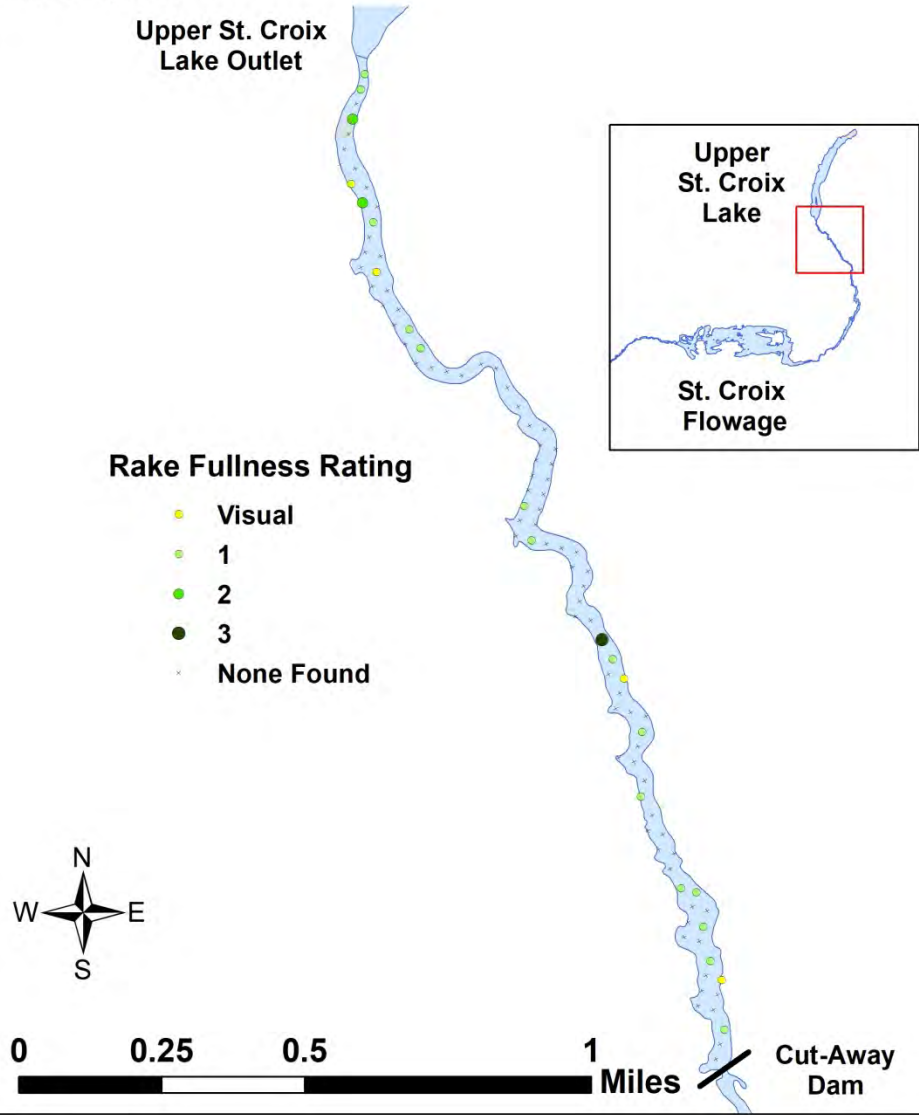 Upper St. Croix
Lake Outlet
Upper
St. Croix
Lake
St. Croix
Flowage
Rake Fullness Rating
Visual
1
2
3
None Found
N
W E
S
0 0.25 0.5 1
Miles
Cut-Away
Dam